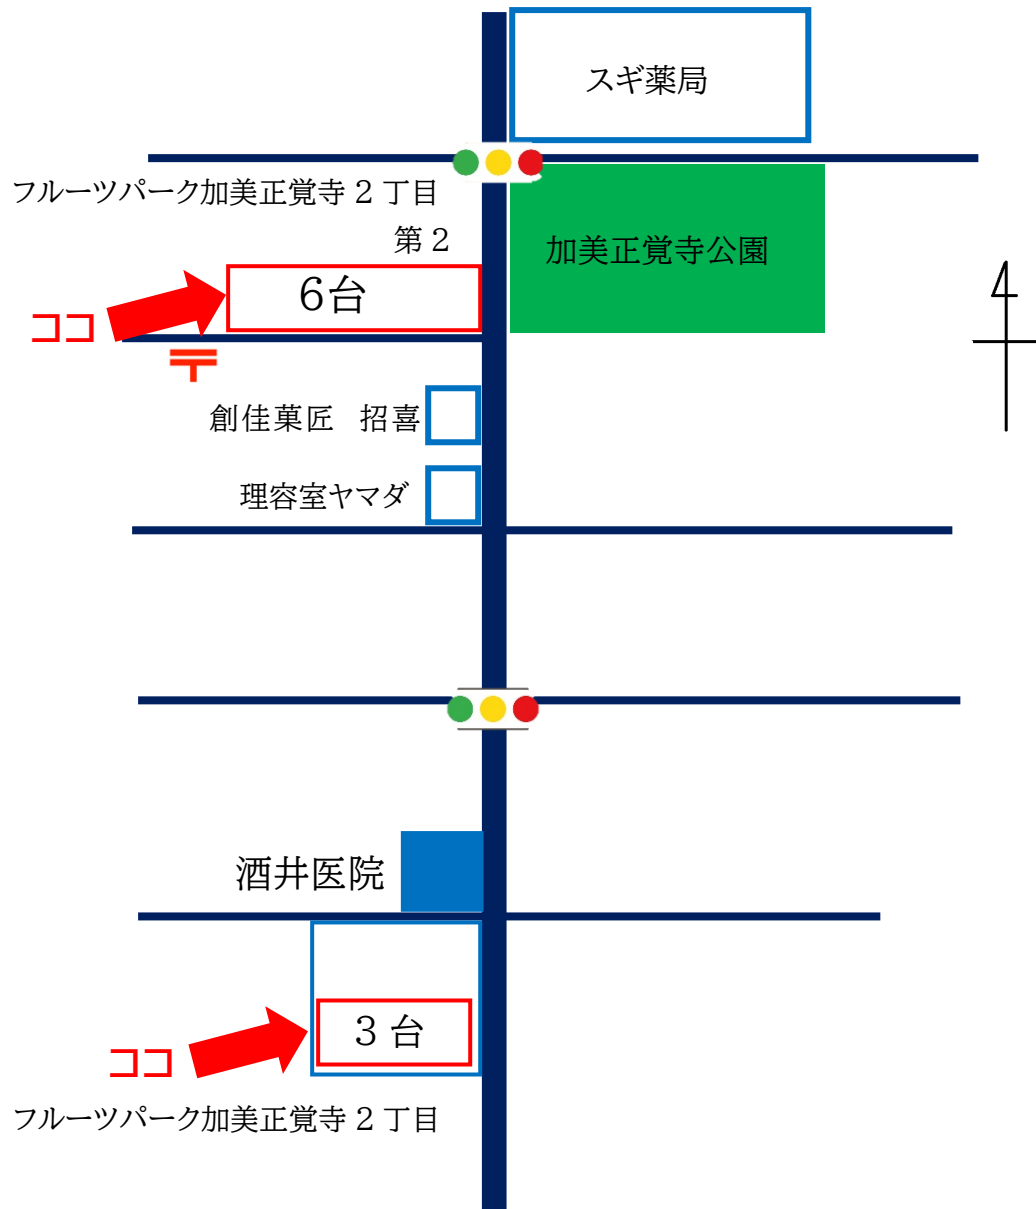 スギ薬局
フルーツパーク加美正覚寺2丁目
第2
加美正覚寺公園
6台
ココ
〒
創佳菓匠　招喜
理容室ヤマダ
酒井医院
3台
ココ
フルーツパーク加美正覚寺2丁目